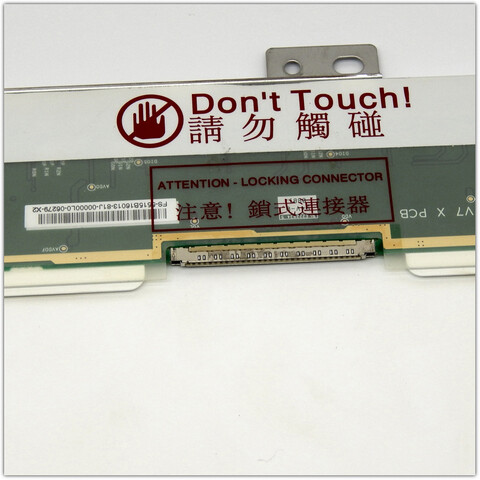 Don't Touch!
請勿觸碰
ATTENTION - LOCKING CONNECTOR
注意! 鎖式連接器
V7 X PCB